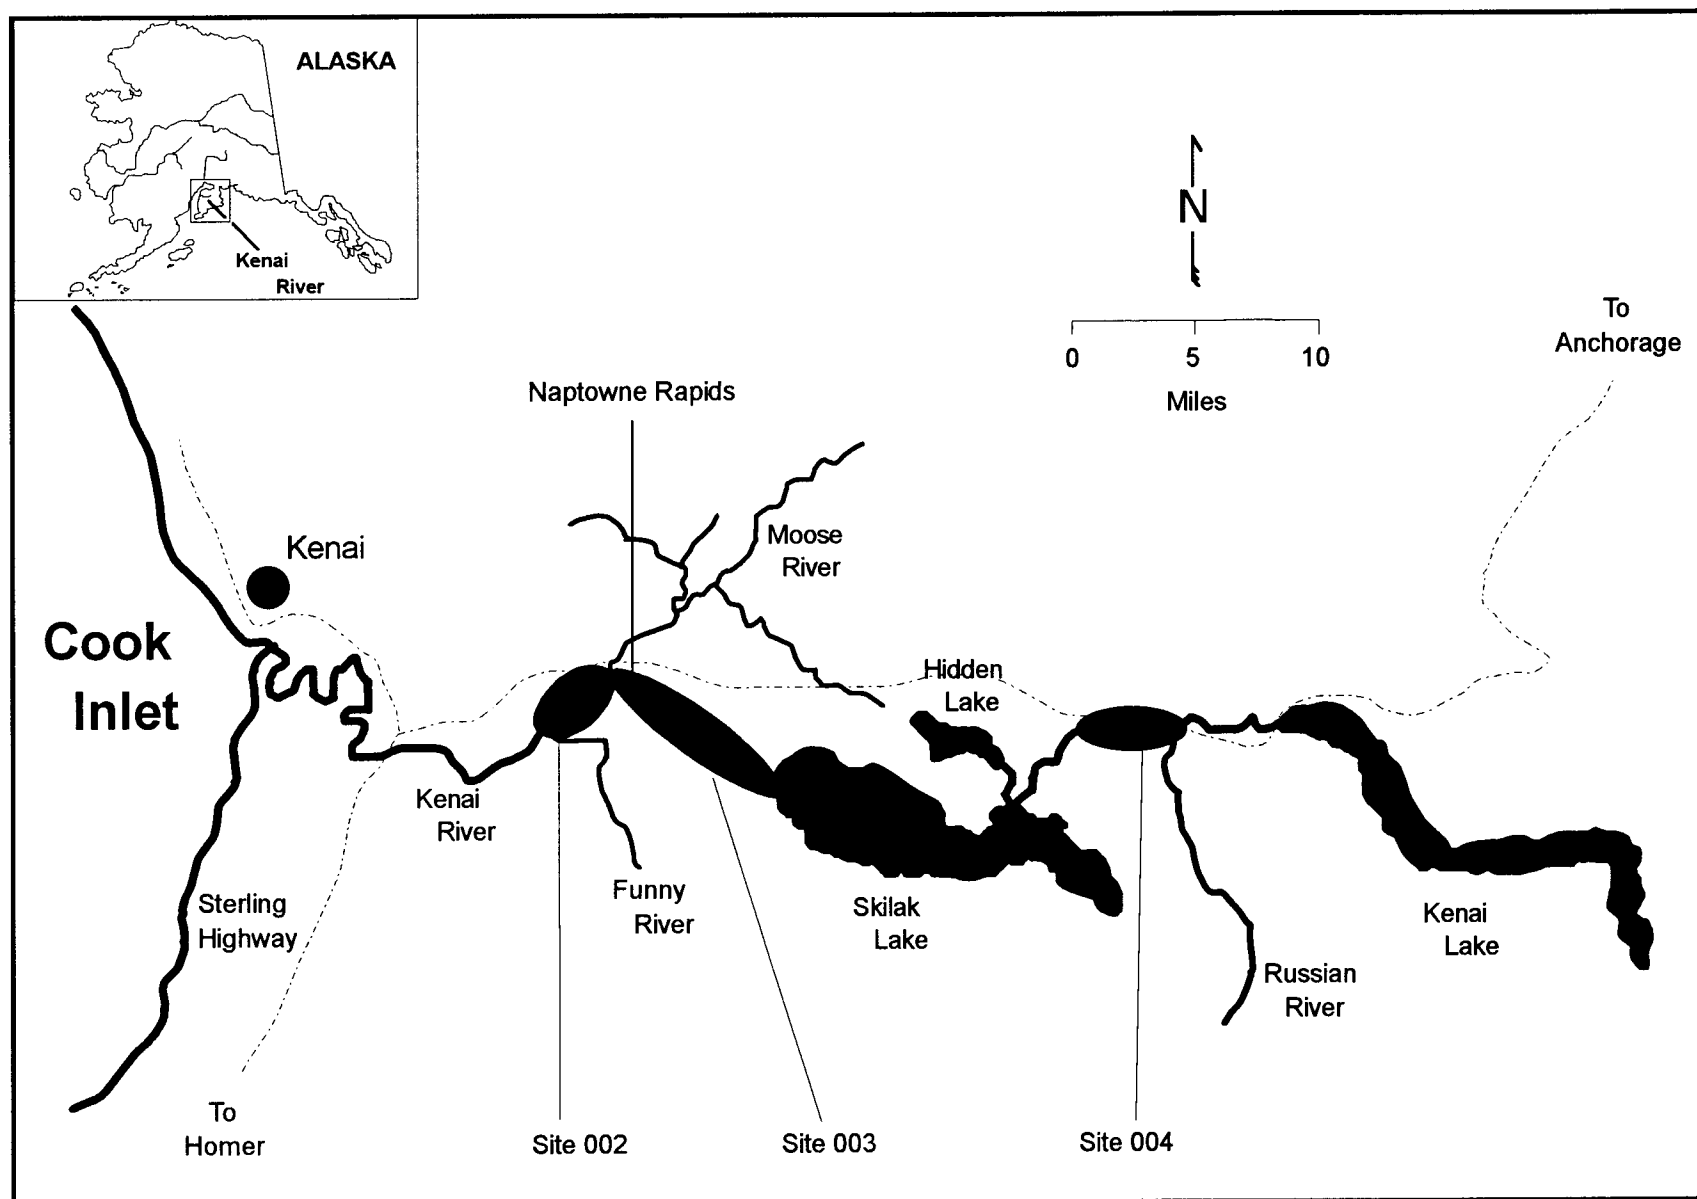 ALASKA
Kenai
River
N
0 5 10
Miles
To
Anchorage
Naptowne Rapids
Moose
River
Kenai
Cook
Inlet
Hidden
Lake
Kenai
River
Sterling
Highway
Funny
River
Skilak
Lake
Kenai
Lake
Russian
River
To
Homer
Site 002
Site 003
Site 004